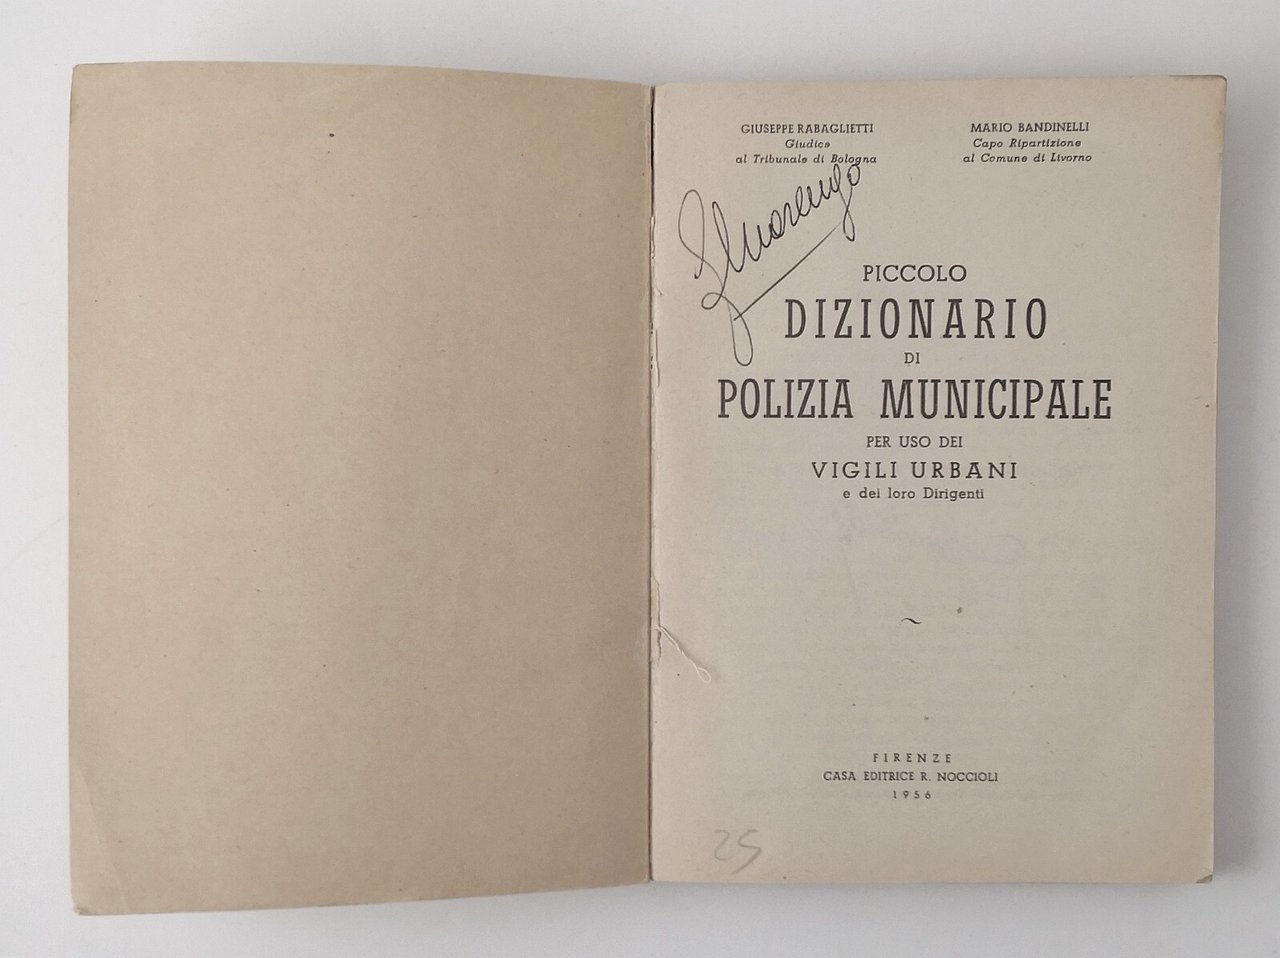 GIUSEPPE RABAGLIETTI
Giudice
al Tribunale di Bologna
MARIO BANDINELLI
Capo Ripartizione
al Comune di Livorno
PICCOLO
DIZIONARIO
DI
POLIZIA MUNICIPALE
PER USO DEI
VIGILI URBANI
e dei loro Dirigenti
FIRENZE
CASA EDITRICE R. NOCCIOLI
1956
25